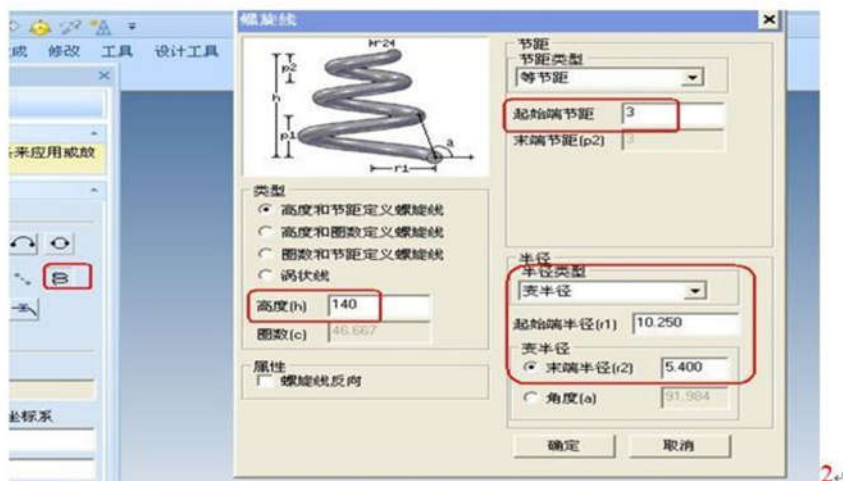 成 修改 工具 设计工具
来应用或放
坐标系
螺旋线
p2
h
p1
r1
a
类型
高度和节距定义螺旋线
高度和圈数定义螺旋线
圈数和节距定义螺旋线
涡状线
高度(h) 140
圈数(c) 46.667
属性
螺旋线反向
节距
节距类型
等节距
起始端节距 3
末端节距(p2) 3
半径
半径类型
变半径
起始端半径(r1) 10.250
变半径
末端半径(r2) 5.400
角度(a) 91.984
确定 取消
2